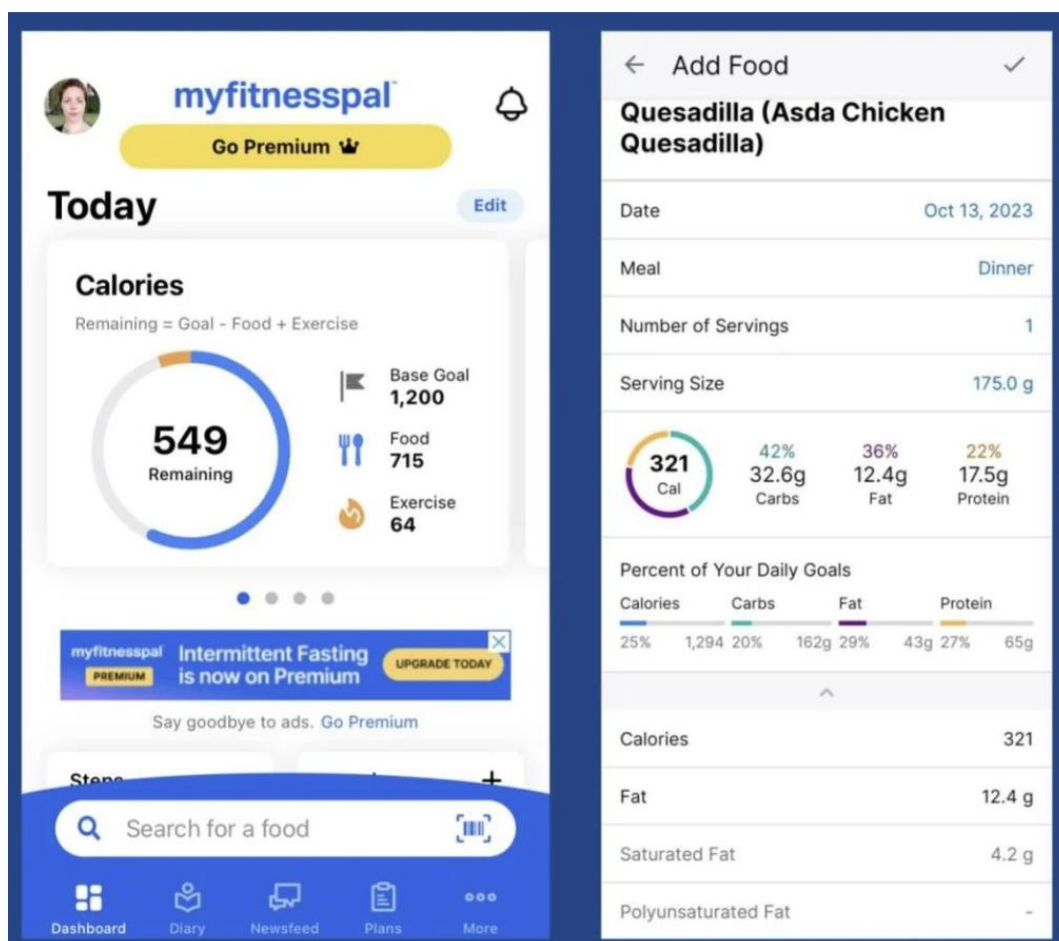 myfitnesspal
Go Premium
Today
Edit
Calories
Remaining = Goal - Food + Exercise
549
Remaining
Base Goal
1,200
Food
715
Exercise
64
myfitnesspal
PREMIUM
Intermittent Fasting
is now on Premium
UPGRADE TODAY
Say goodbye to ads. Go Premium
Steps
Search for a food
Dashboard Diary Newsfeed Plans More
Add Food
Quesadilla (Asda Chicken
Quesadilla)
Date Oct 13, 2023
Meal Dinner
Number of Servings 1
Serving Size 175.0 g
321
Cal
42% 36% 22%
32.6g 12.4g 17.5g
Carbs Fat Protein
Percent of Your Daily Goals
Calories Carbs Fat Protein
25% 1,294 20% 162g 29% 43g 27% 65g
Calories 321
Fat 12.4 g
Saturated Fat 4.2 g
Polyunsaturated Fat -